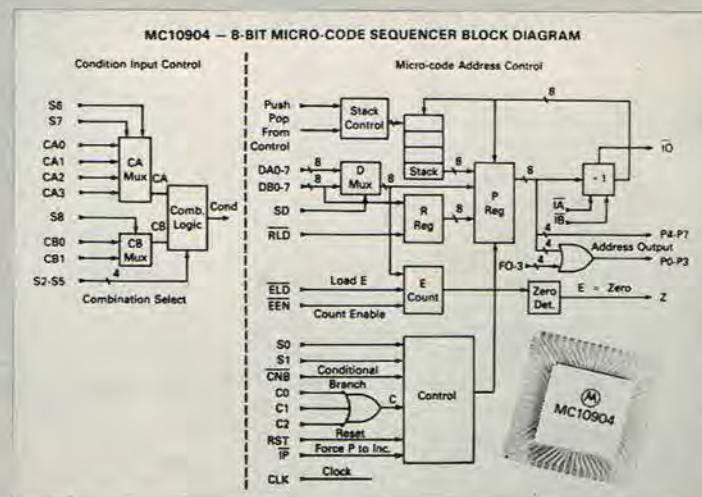 MC10904 — 8-BIT MICRO-CODE SEQUENCER BLOCK DIAGRAM
Condition Input Control
S6
S7
CA0
CA1
CA2
CA3
CA
Mux
CA
S8
CB0
CB1
CB
Mux
CB
Comb.
Logic
Cond
S2-S5
4
Combination Select
Micro-code Address Control
Push
Pop
From
Control
Stack
Control
Stack
8
8
DA0-7
8
DB0-7
8
D
Mux
SD
RLD
R
Reg
8
P
Reg
8
8
IO
IA
IB
4
P4-P7
4
Address Output
FO-3
4
P0-P3
ELD
Load E
EEN
Count Enable
E
Count
Zero
Det.
E = Zero
Z
S0
S1
CNB
Conditional
Branch
C0
C1
C2
C
RST
Reset
IP
Force P to Inc.
CLK
Clock
Control
MC10904